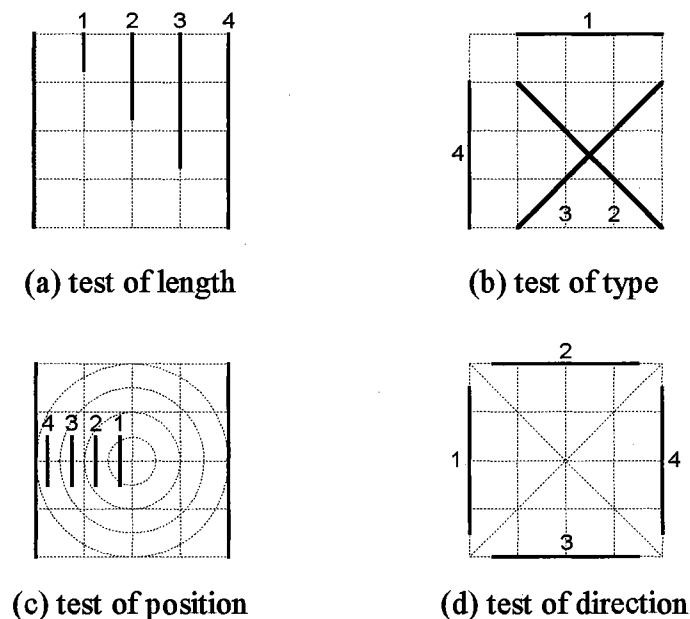 1 2 3 4
1
4
3 2
(a) test of length
(b) test of type
4 3 2 1
2
1
4
3
(c) test of position
(d) test of direction